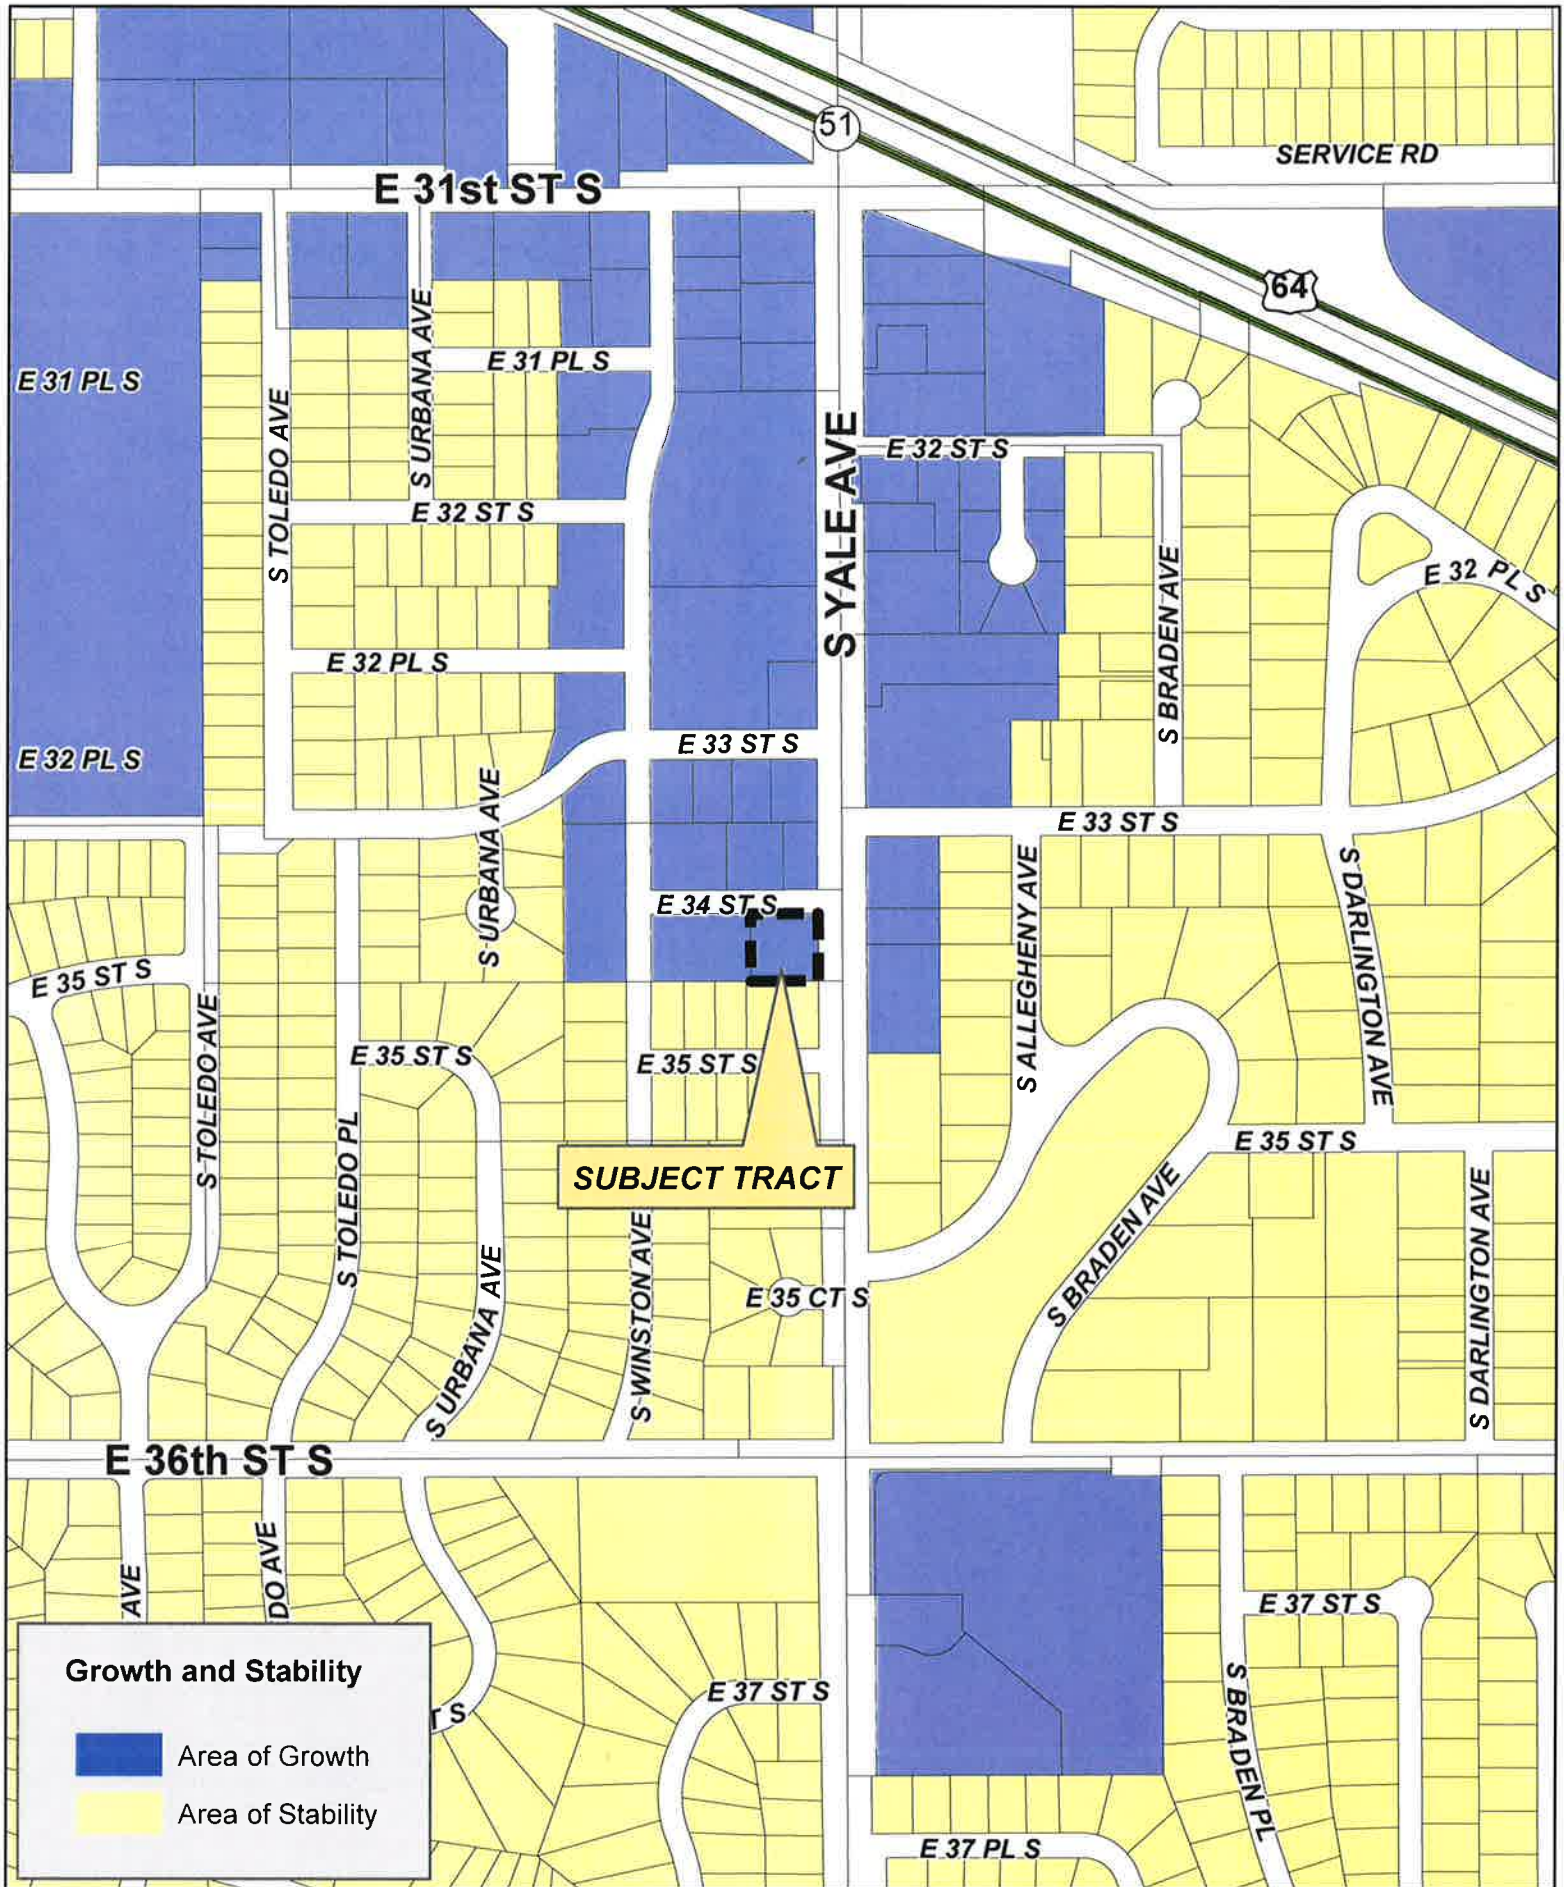 51
SERVICE RD
E 31st ST S
64
E 31 PL S
E 31 PL S
S TOLEDO AVE
S URBANA AVE
S YALE AVE
E 32 ST S
E 32 ST S
S BRADEN AVE
E 32 PL S
E 32 PL S
E 33 ST S
E 32 PL S
S URBANA AVE
E 33 ST S
S ALLEGHENY AVE
S DARLINGTON AVE
E 34 ST S
E 35 ST S
S TOLEDO AVE
E 35 ST S
E 35 ST S
S TOLEDO PL
E 35 ST S
SUBJECT TRACT
S BRADEN AVE
S DARLINGTON AVE
S URBANA AVE
S WINSTON AVE
E 35 CT S
E 36th ST S
AVE
DO AVE
E 37 ST S
Growth and Stability
S BRADEN PL
E 37 ST S
T S
Area of Growth
Area of Stability
E 37 PL S